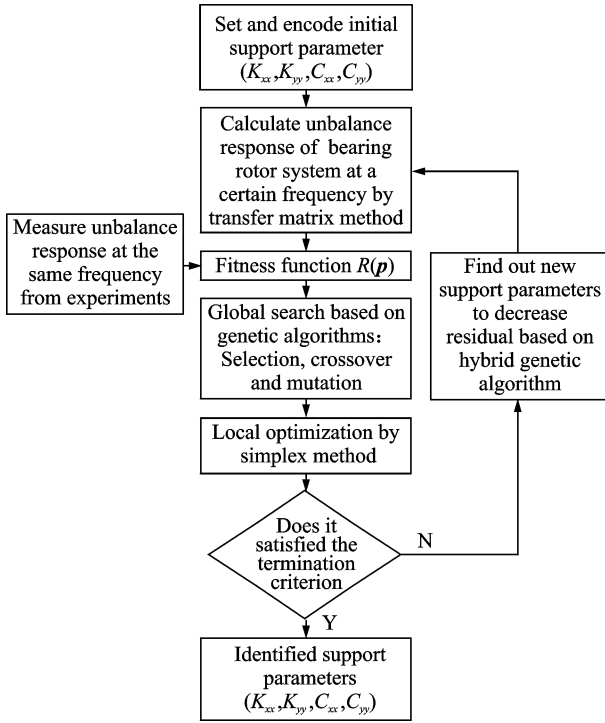 Set and encode initial
support parameter
(Kxx,Kyy,Cxx,Cyy)
Calculate unbalance
response of bearing
rotor system at a
certain frequency by
transfer matrix method
Measure unbalance
response at the
same frequency
from experiments
Fitness function R(p)
Find out new
support parameters
to decrease
residual based on
hybrid genetic
algorithm
Global search based on
genetic algorithms:
Selection, crossover
and mutation
Local optimization by
simplex method
Does it
satisfied the
termination
criterion
N
Y
Identified support
parameters
(Kxx,Kyy,Cxx,Cyy)